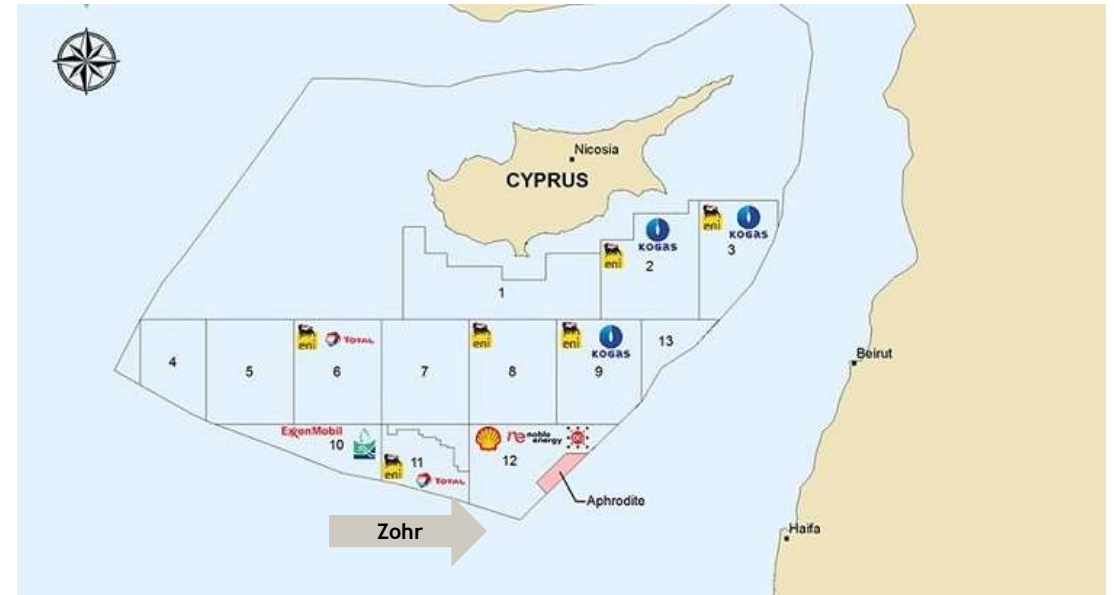 Nicosia
CYPRUS
eni
KOGAS
3
eni
KOGAS
2
1
4
5
eni TOTAL
6
7
eni
8
eni
KOGAS
9
13
Beirut
ExxonMobil
10
eni
11
TOTAL
noble energy
12
Aphrodite
Zohr
Haifa